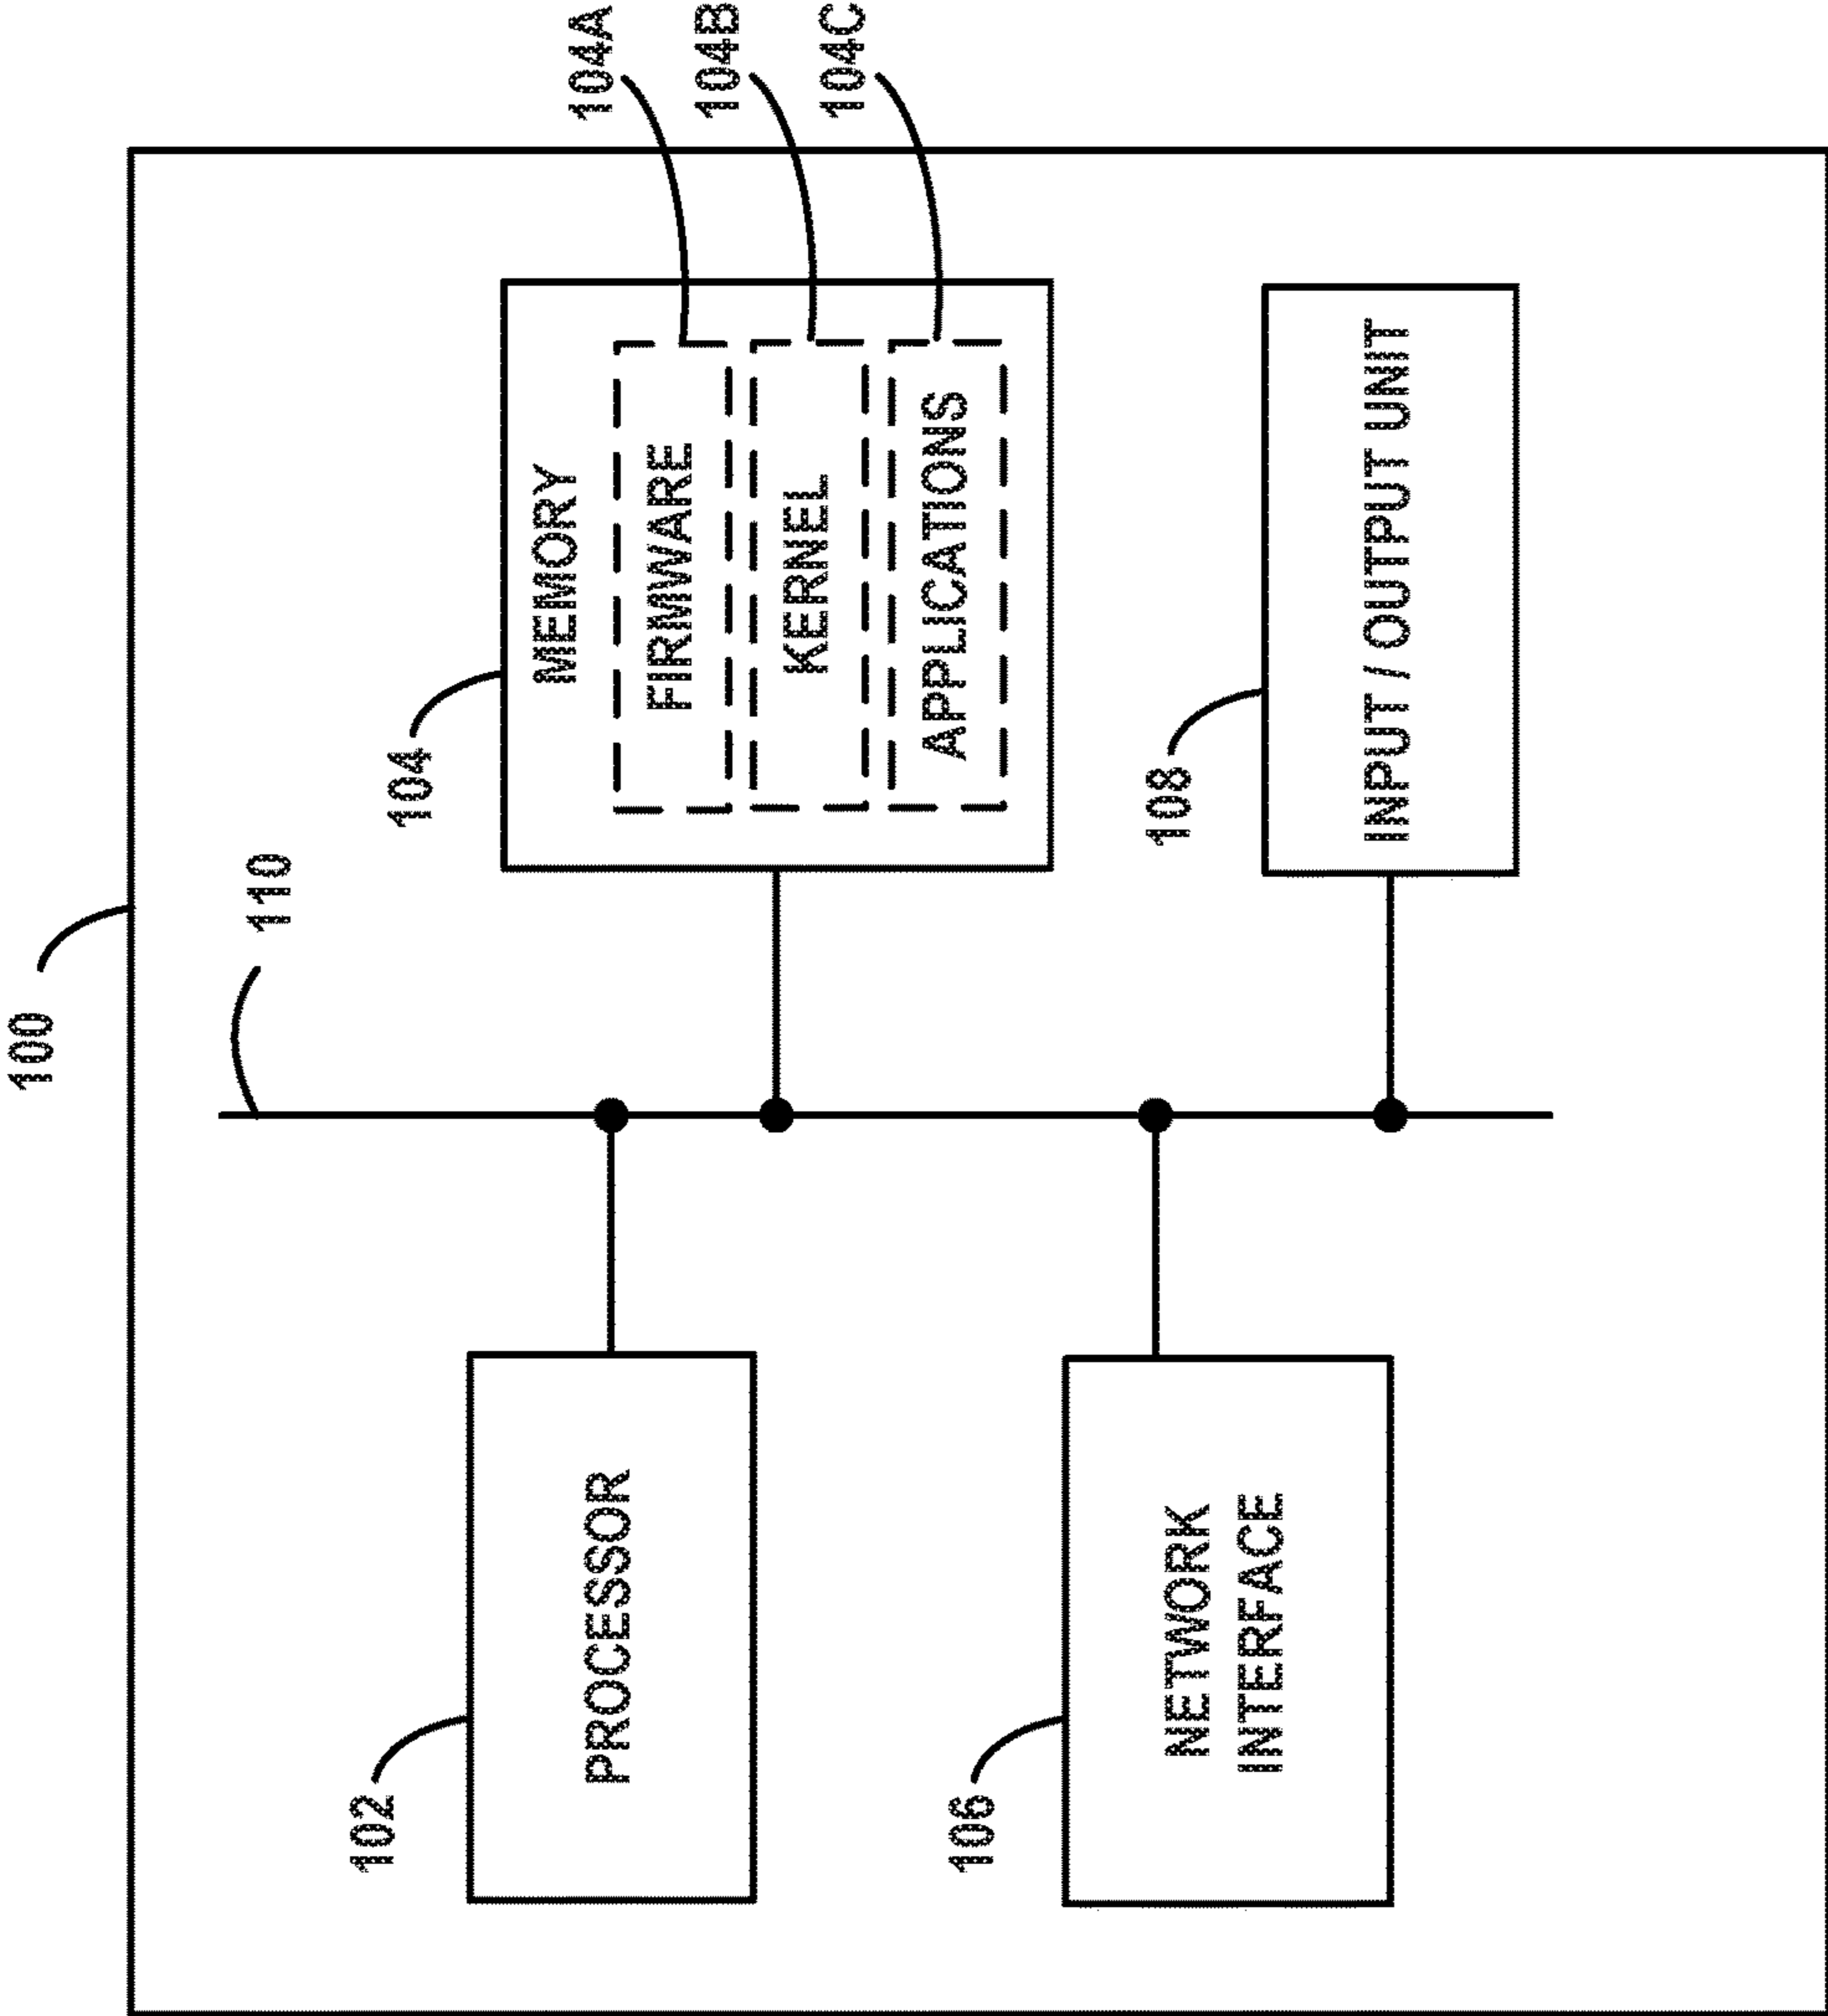 100
110
102
PROCESSOR
104
MEMORY
FIRMWARE
KERNEL
APPLICATIONS
104A
104B
104C
106
NETWORK
INTERFACE
108
INPUT / OUTPUT UNIT